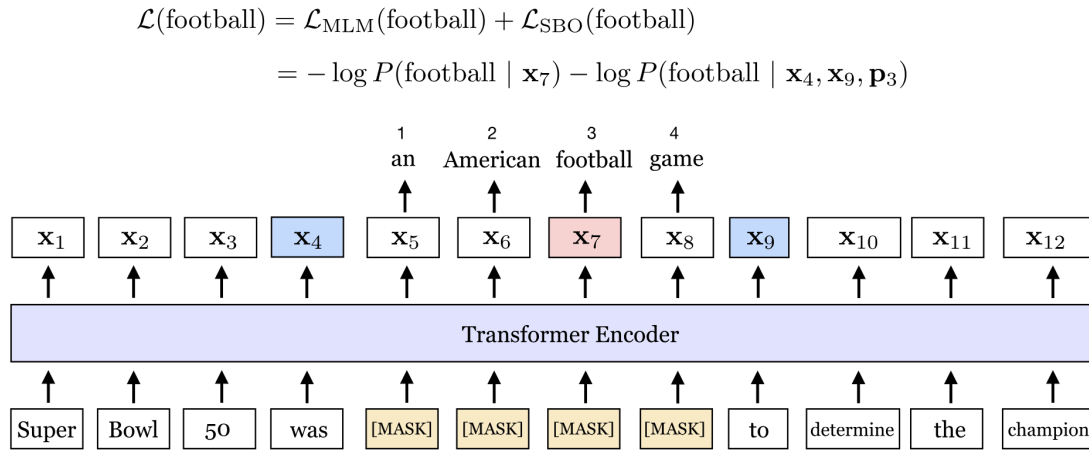 ℒ(football) = ℒ_MLM(football) + ℒ_SBO(football)
= − log P(football | x₇) − log P(football | x₄, x₉, p₃)
1 2 3 4
an American football game
x₁ x₂ x₃ x₄ x₅ x₆ x₇ x₈ x₉ x₁₀ x₁₁ x₁₂
Transformer Encoder
Super Bowl 50 was [MASK] [MASK] [MASK] [MASK] to determine the champion